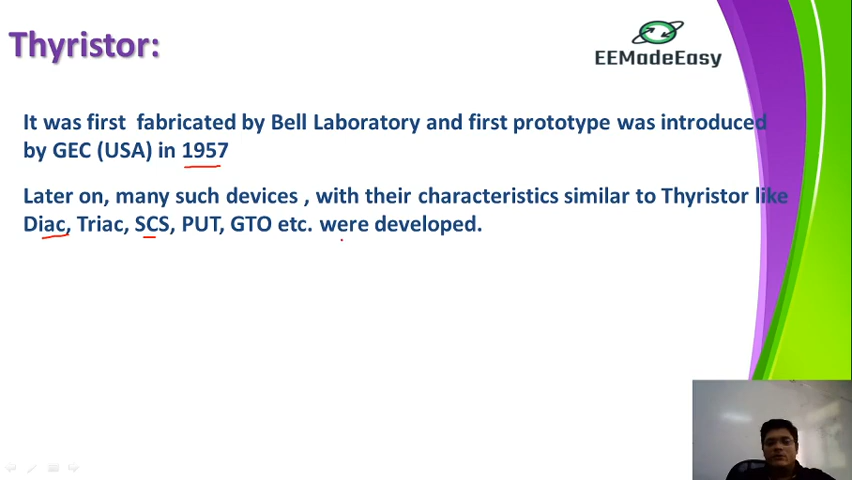 Thyristor:
EEMadeEasy
It was first fabricated by Bell Laboratory and first prototype was introduced
by GEC (USA) in 1957
Later on, many such devices , with their characteristics similar to Thyristor like
Diac, Triac, SCS, PUT, GTO etc. were developed.